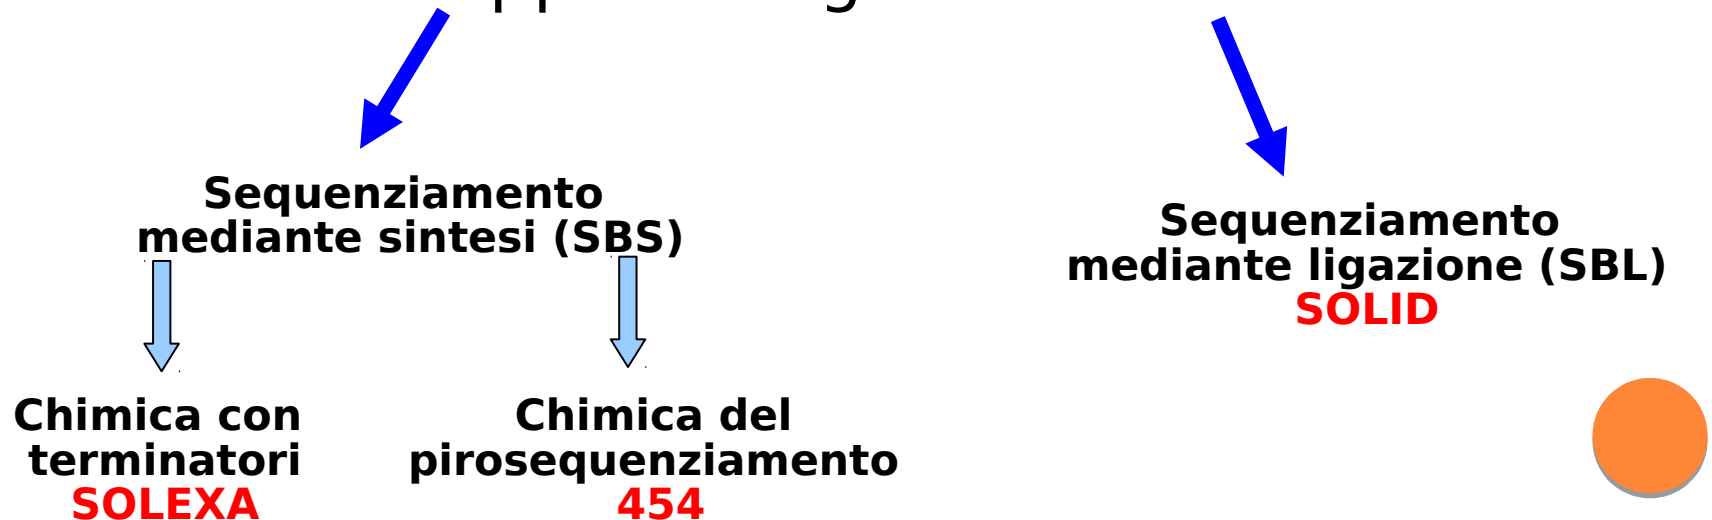 Sequenziamento
mediante sintesi (SBS)
Sequenziamento
mediante ligazione (SBL)
SOLID
Chimica con
terminatori
SOLEXA
Chimica del
pirosequenziamento
454